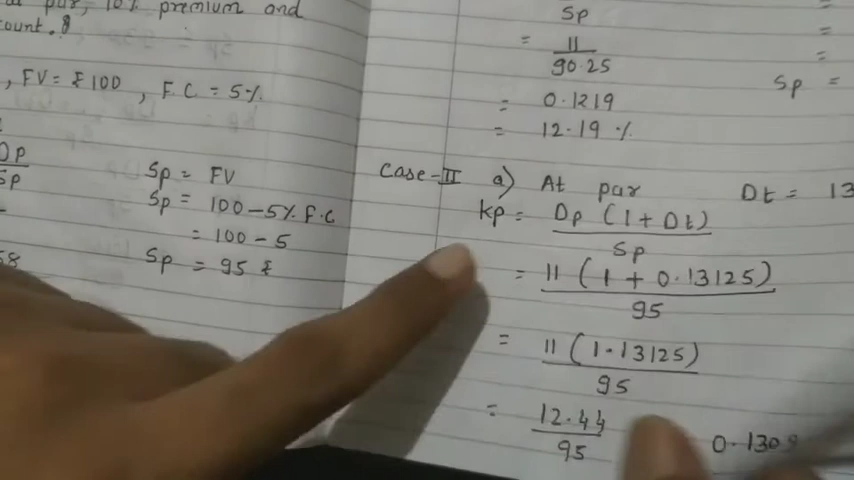 par, 10% premium and
count.
, FV = ₹100 , F.C = 5%
Dp
Sp
Sp = FV
Sp = 100 - 5% F.C
= 100 - 5
Sp = 95 ₹
58
Sp
= 11
90.25
= 0.1219
= 12.19 %
=
=
=
Sp =
Case-II a) At par Dt = 13
Kp = Dp (1 + Dt)
Sp
= 11 (1 + 0.13125)
95
= 11 (1.13125)
95
= 12.44
95
0.1309